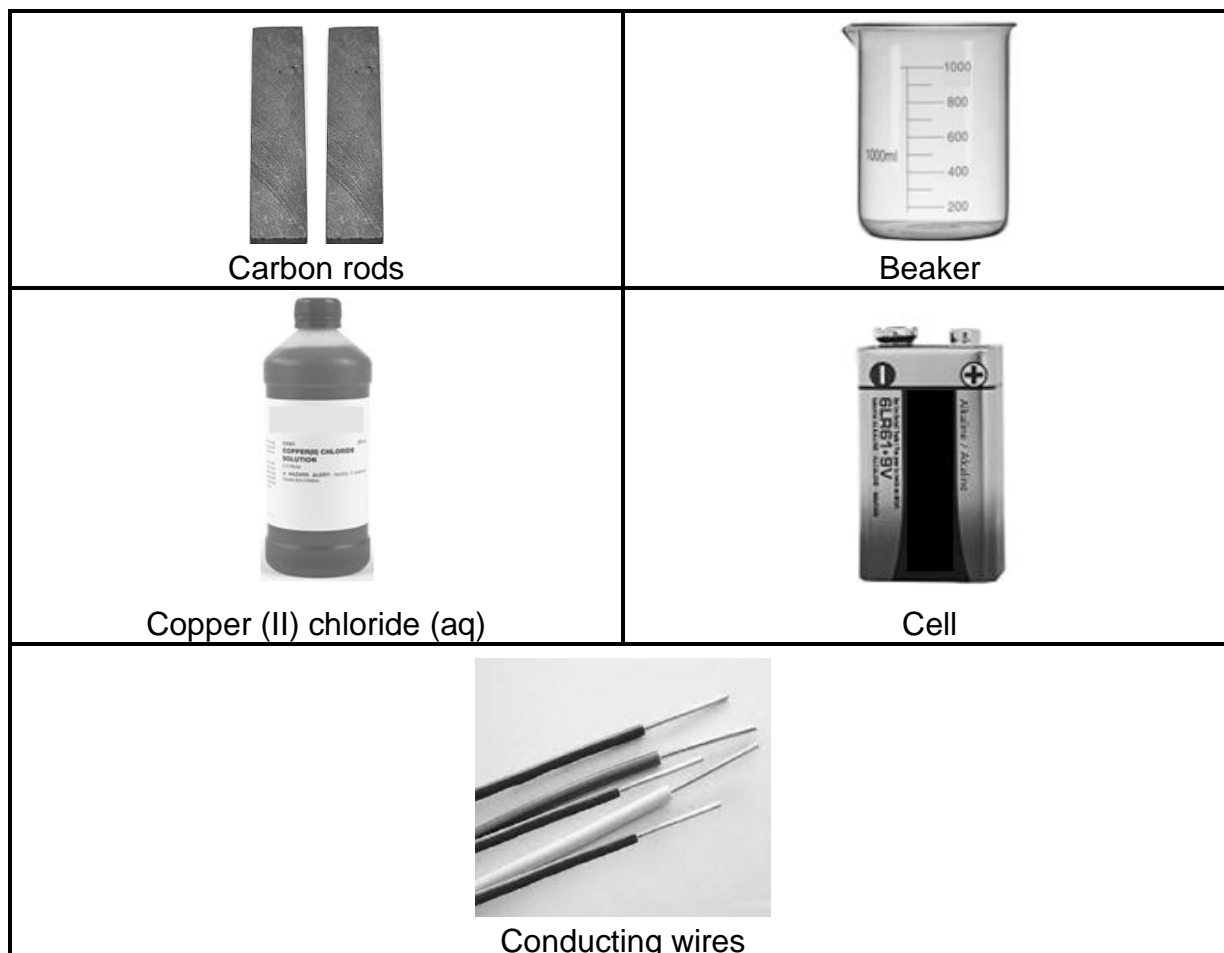 Carbon rods
1000
800
600
1000ml
400
200
Beaker
COPPER(II) CHLORIDE
SOLUTION
Copper (II) chloride (aq)
6LR61•9V
Alkaline / Alkaline
Cell
Conducting wires